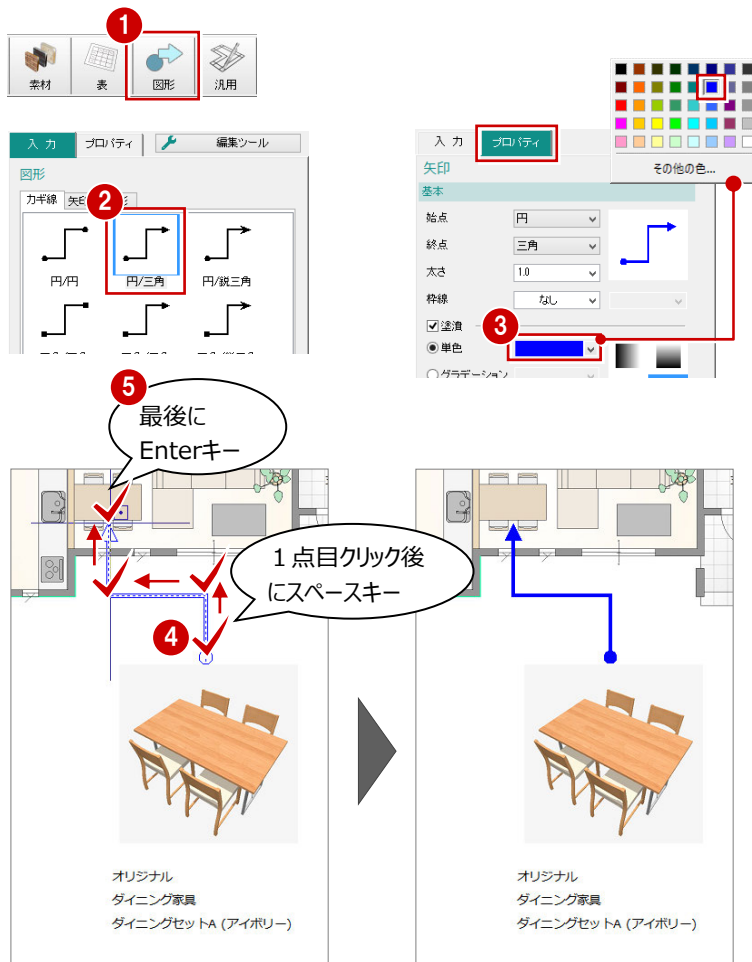 1
素材
表
図形
汎用
入 力
プロパティ
編集ツール
図形
カギ線
2
円/円
円/三角
円/鋭三角
入 力
プロパティ
矢印
基本
始点
円
終点
三角
太さ
1.0
枠線
なし
塗潰
3
単色
グラデーション
その他の色...
5
最後に
Enterキー
１点目クリック後
にスペースキー
4
オリジナル
ダイニング家具
ダイニングセットA (アイボリー)
オリジナル
ダイニング家具
ダイニングセットA (アイボリー)